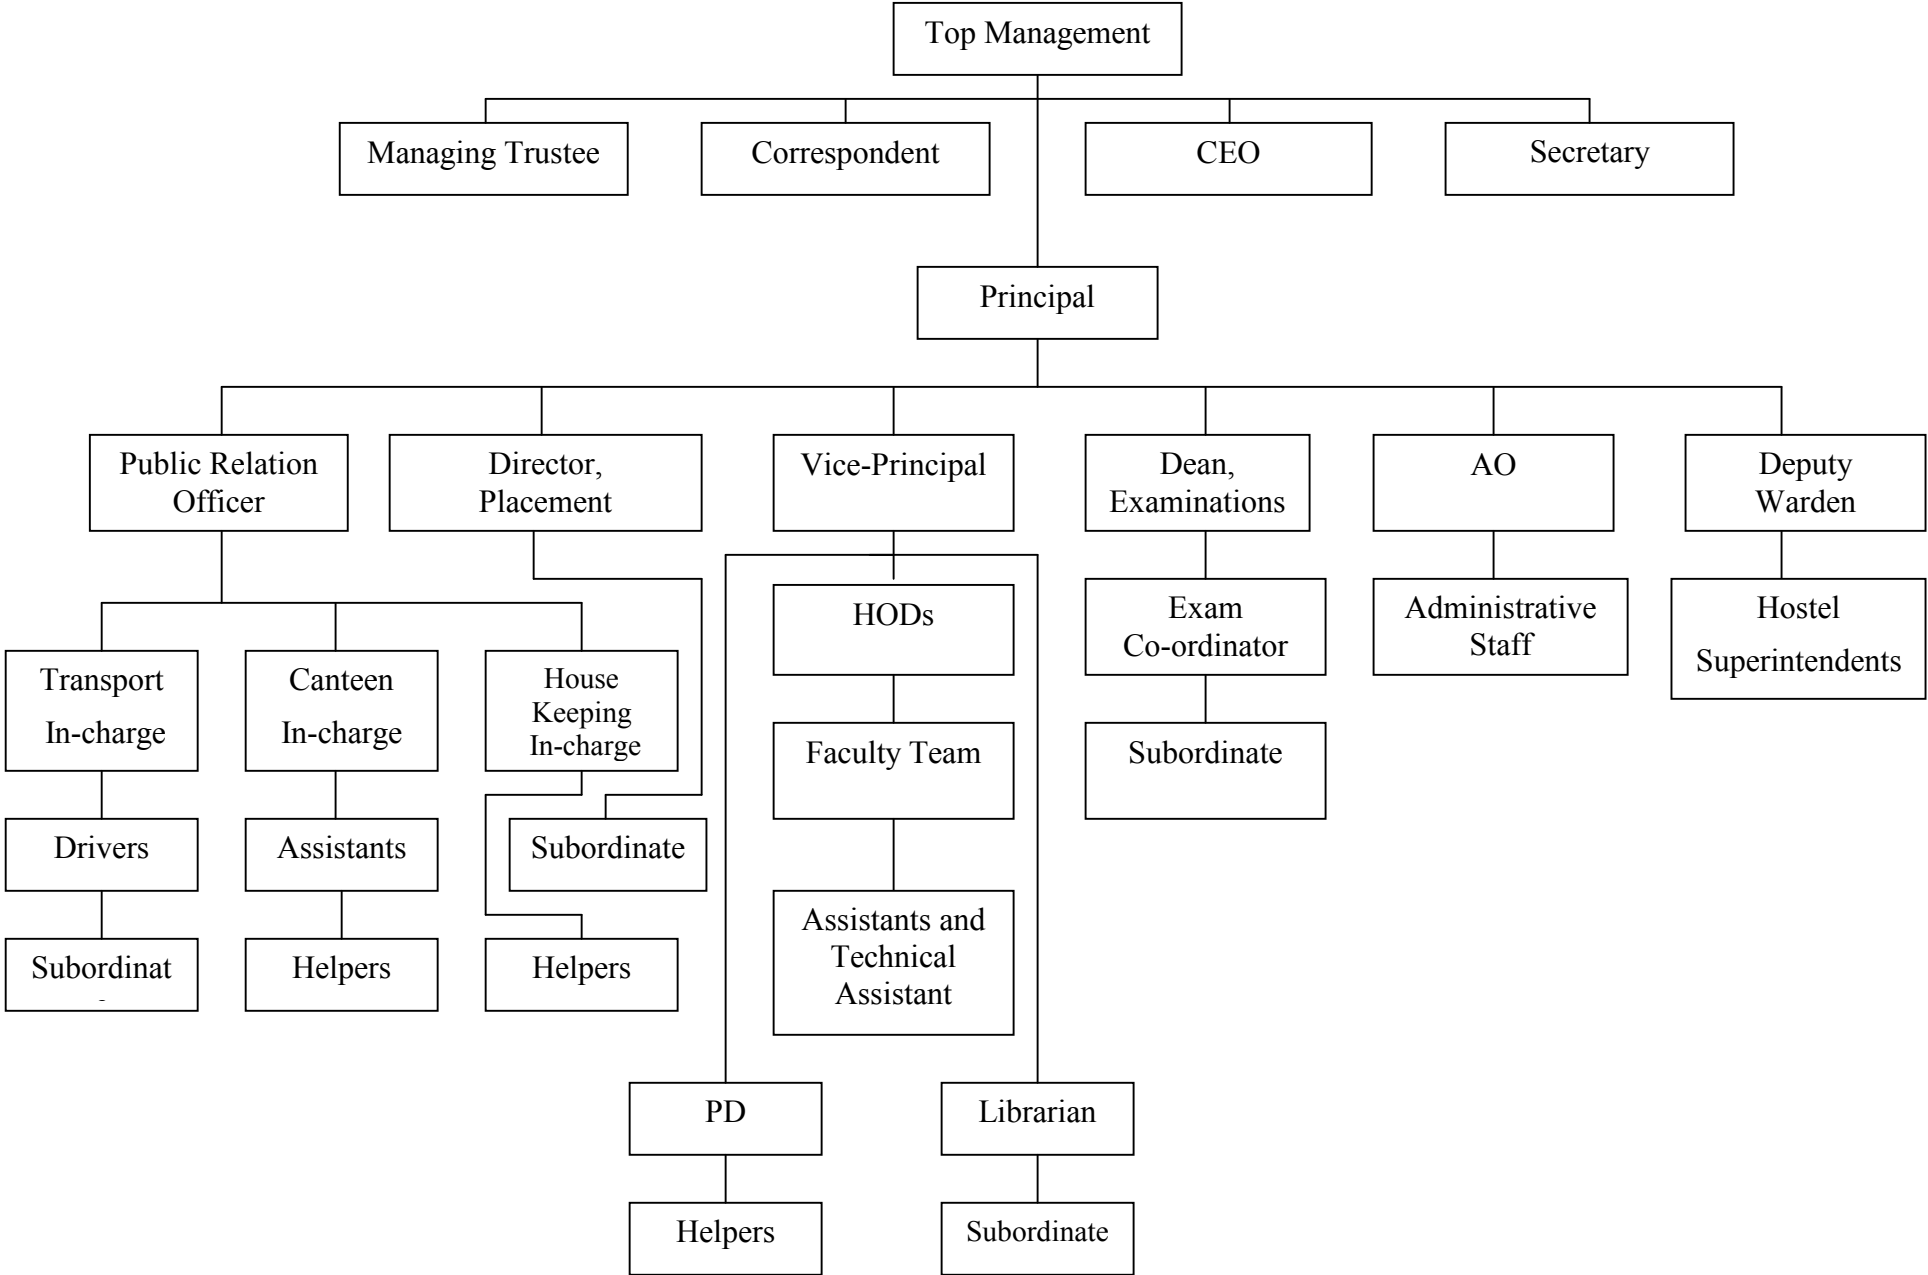 Top Management
Managing Trustee
Correspondent
CEO
Secretary
Principal
Public Relation
Officer
Director,
Placement
Vice-Principal
Dean,
Examinations
AO
Deputy
Warden
HODs
Exam
Co-ordinator
Administrative
Staff
Hostel
Superintendents
Transport
In-charge
Canteen
In-charge
House
Keeping
In-charge
Faculty Team
Subordinate
Drivers
Assistants
Subordinate
Assistants and
Technical
Assistant
Subordinat
Helpers
Helpers
PD
Librarian
Helpers
Subordinate